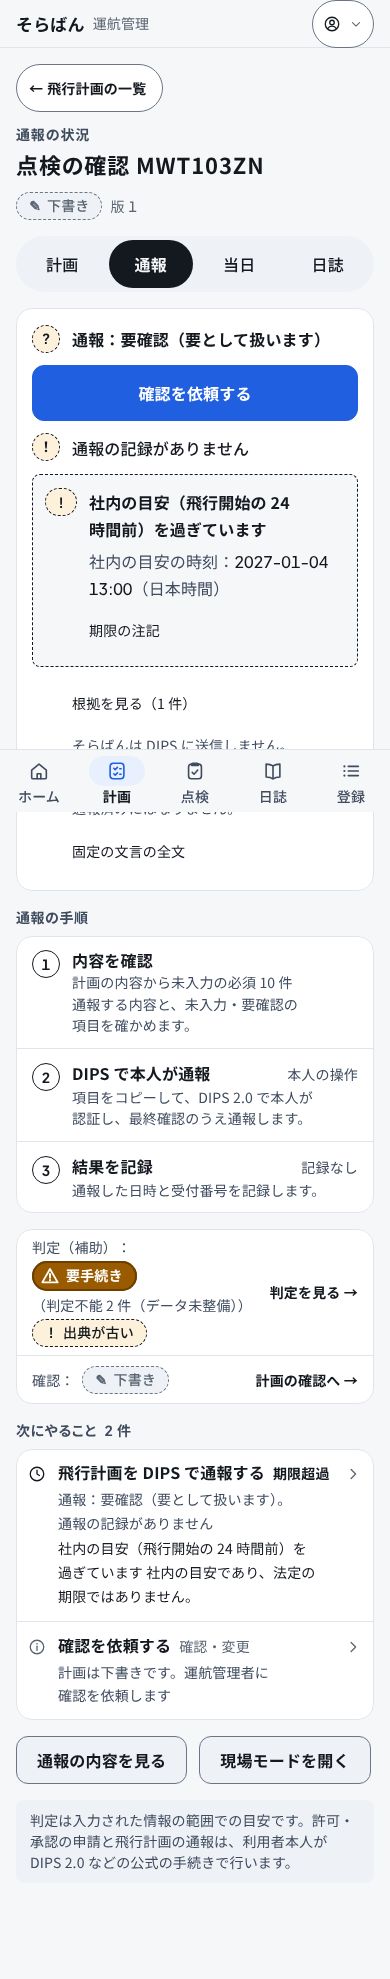 そらばん 運航管理
← 飛行計画の一覧
通報の状況
点検の確認 MWT103ZN
✎ 下書き 版 1
計画 通報 当日 日誌
? 通報：要確認（要として扱います）
確認を依頼する
! 通報の記録がありません
! 社内の目安（飛行開始の 24
時間前）を過ぎています
社内の目安の時刻：2027-01-04
13:00（日本時間）
期限の注記
根拠を見る（1 件）
そらばんは DIPS に送信しません。
ホーム 計画 点検 日誌 登録
固定の文言の全文
通報の手順
1 内容を確認
計画の内容から未入力の必須 10 件
通報する内容と、未入力・要確認の
項目を確かめます。
2 DIPS で本人が通報 本人の操作
項目をコピーして、DIPS 2.0 で本人が
認証し、最終確認のうえ通報します。
3 結果を記録 記録なし
通報した日時と受付番号を記録します。
判定（補助）：
要手続き
（判定不能 2 件（データ未整備））
判定を見る →
! 出典が古い
確認： ✎ 下書き 計画の確認へ →
次にやること 2 件
飛行計画を DIPS で通報する 期限超過
通報：要確認（要として扱います）。
通報の記録がありません
社内の目安（飛行開始の 24 時間前）を
過ぎています 社内の目安であり、法定の
期限ではありません。
確認を依頼する 確認・変更
計画は下書きです。運航管理者に
確認を依頼します
通報の内容を見る 現場モードを開く
判定は入力された情報の範囲での目安です。許可・
承認の申請と飛行計画の通報は、利用者本人が
DIPS 2.0 などの公式の手続きで行います。